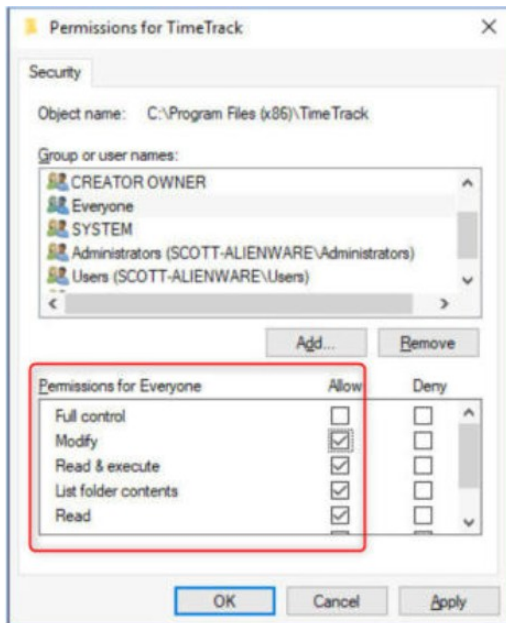 Permissions for TimeTrack
Security
Object name: C:\Program Files (x86)\TimeTrack
Group or user names:
CREATOR OWNER
Everyone
SYSTEM
Administrators (SCOTT-ALIENWARE\Administrators)
Users (SCOTT-ALIENWARE\Users)
Add... Remove
Permissions for Everyone Allow Deny
Full control
Modify
Read & execute
List folder contents
Read
OK Cancel Apply